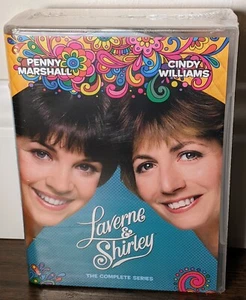 PENNY
MARSHALL
CINDY
WILLIAMS
Laverne
&
Shirley
THE COMPLETE SERIES